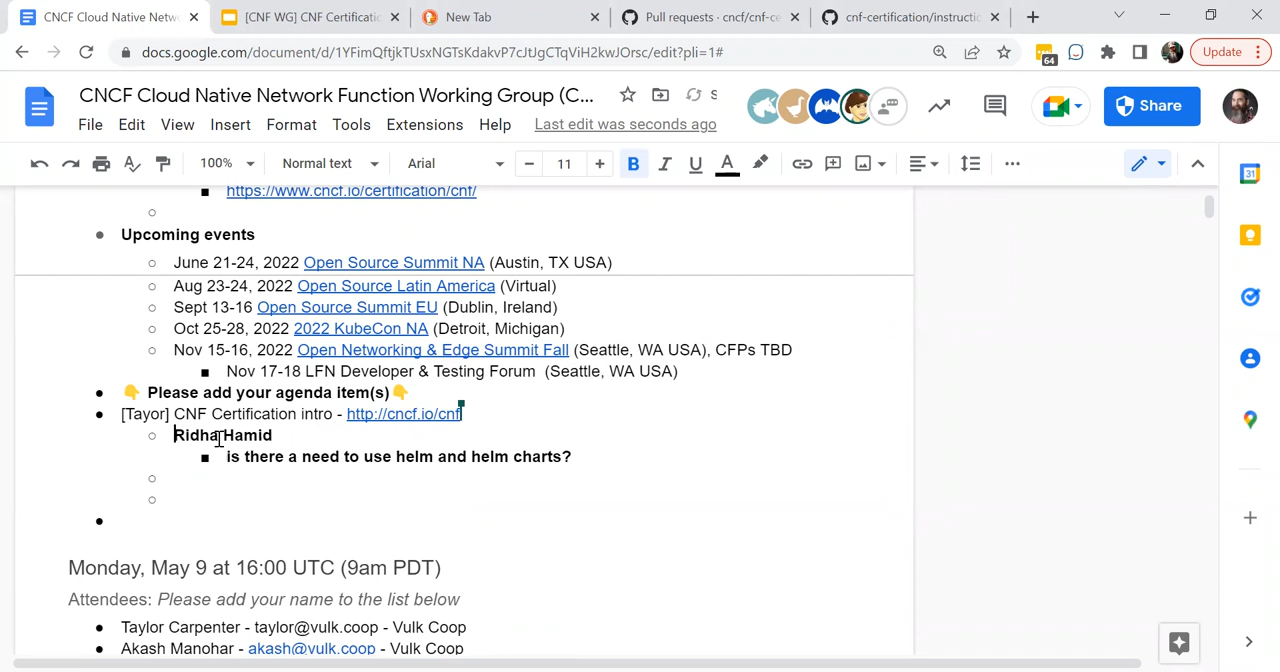 CNCF Cloud Native Netw
[CNF WG] CNF Certificatio
New Tab
Pull requests · cncf/cnf-ce
cnf-certification/instructio
docs.google.com/document/d/1YFimQftjkTUsxNGTsKdakvP7cJtJgCTqViH2kwJOrsc/edit?pli=1#
64
Update
CNCF Cloud Native Network Function Working Group (C...
S
Share
File Edit View Insert Format Tools Extensions Help Last edit was seconds ago
100% Normal text Arial 11 B I U A
31
https://www.cncf.io/certification/cnf/
Upcoming events
June 21-24, 2022 Open Source Summit NA (Austin, TX USA)
Aug 23-24, 2022 Open Source Latin America (Virtual)
Sept 13-16 Open Source Summit EU (Dublin, Ireland)
Oct 25-28, 2022 2022 KubeCon NA (Detroit, Michigan)
Nov 15-16, 2022 Open Networking & Edge Summit Fall (Seattle, WA USA), CFPs TBD
Nov 17-18 LFN Developer & Testing Forum (Seattle, WA USA)
👇 Please add your agenda item(s)👇
[Tayor] CNF Certification intro - http://cncf.io/cnf
Ridha Hamid
is there a need to use helm and helm charts?
Monday, May 9 at 16:00 UTC (9am PDT)
Attendees: Please add your name to the list below
Taylor Carpenter - taylor@vulk.coop - Vulk Coop
Akash Manohar - akash@vulk.coop - Vulk Coop